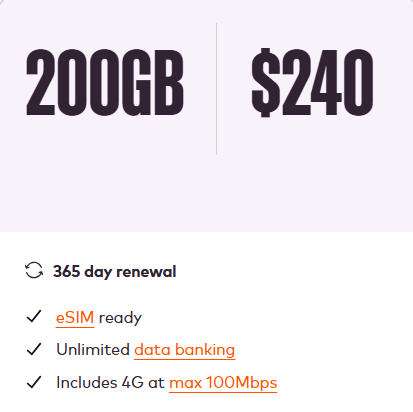 200GB
$240
365 day renewal
eSIM ready
Unlimited data banking
Includes 4G at max 100Mbps